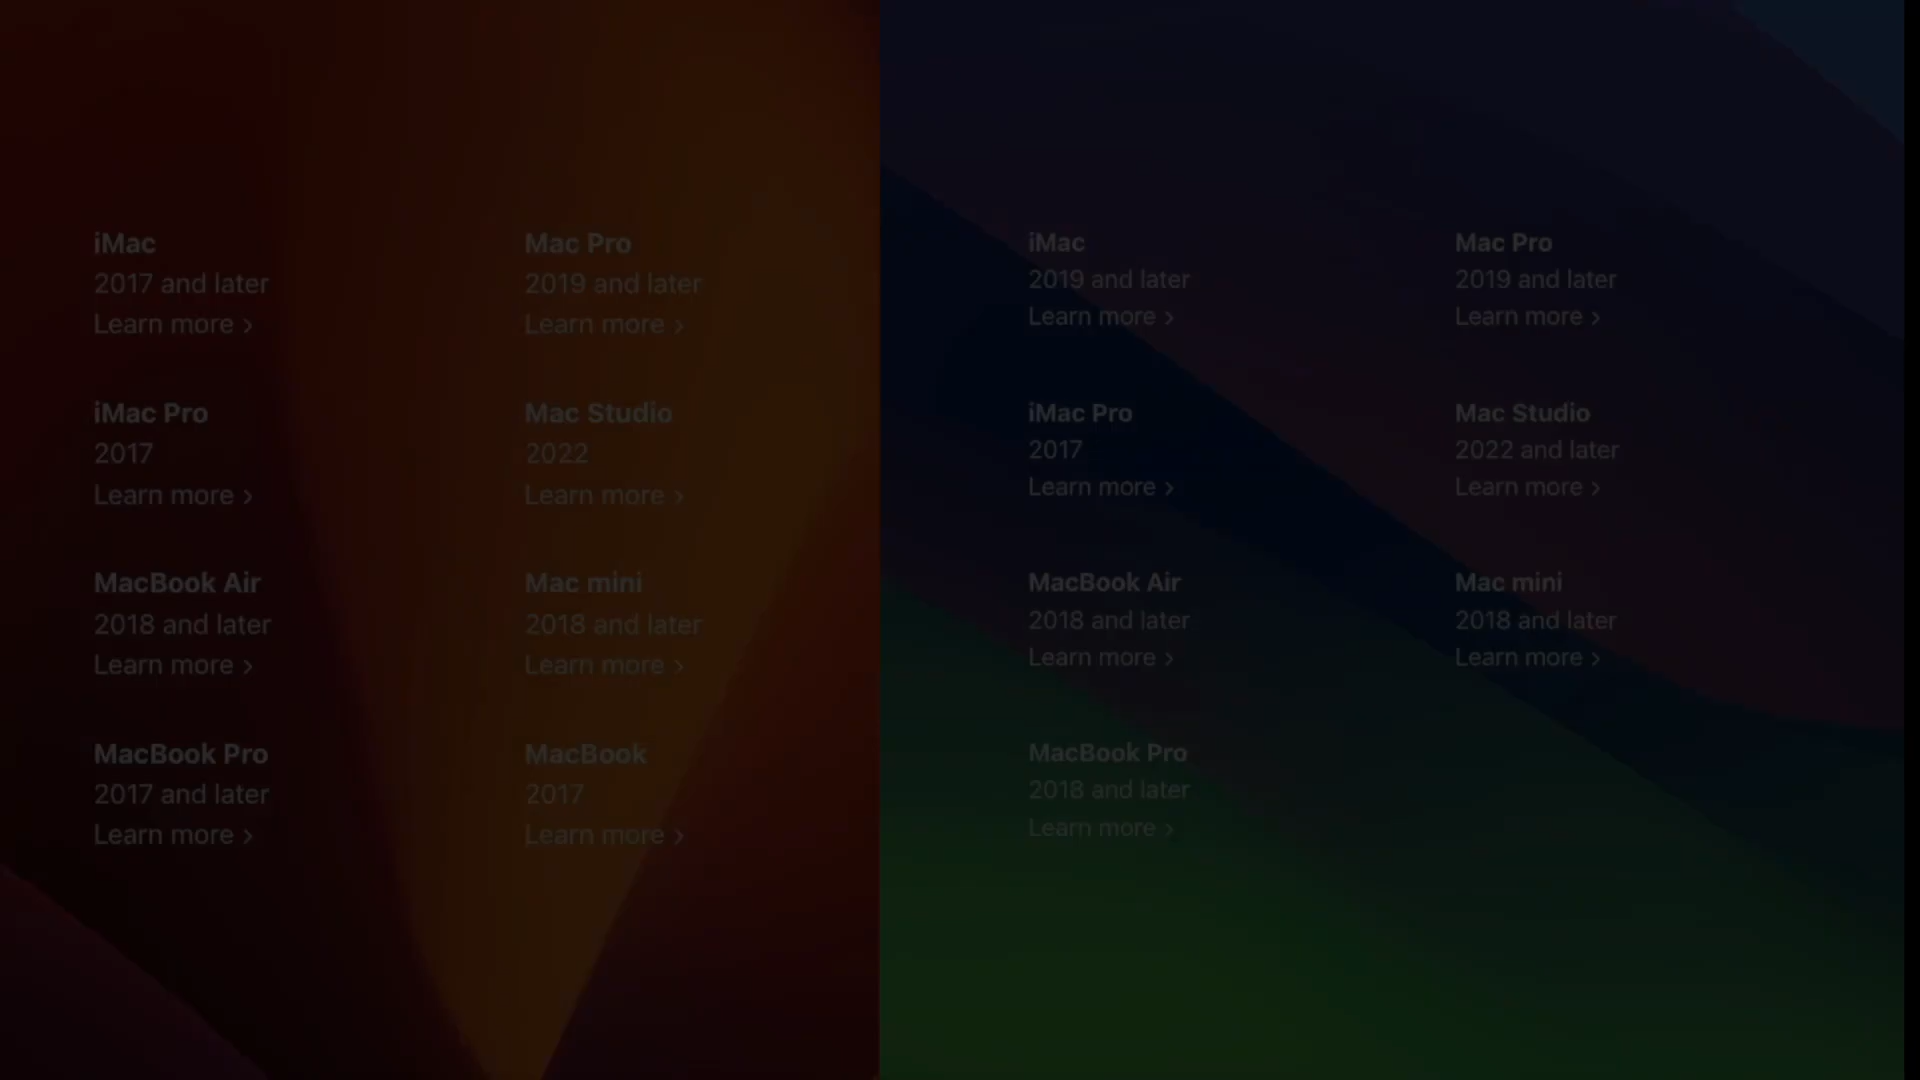 iMac
2017 and later
Learn more >
Mac Pro
2019 and later
Learn more >
iMac Pro
2017
Learn more >
Mac Studio
2022
Learn more >
MacBook Air
2018 and later
Learn more >
Mac mini
2018 and later
Learn more >
MacBook Pro
2017 and later
Learn more >
MacBook
2017
Learn more >
iMac
2019 and later
Learn more >
Mac Pro
2019 and later
Learn more >
iMac Pro
2017
Learn more >
Mac Studio
2022 and later
Learn more >
MacBook Air
2018 and later
Learn more >
Mac mini
2018 and later
Learn more >
MacBook Pro
2018 and later
Learn more >